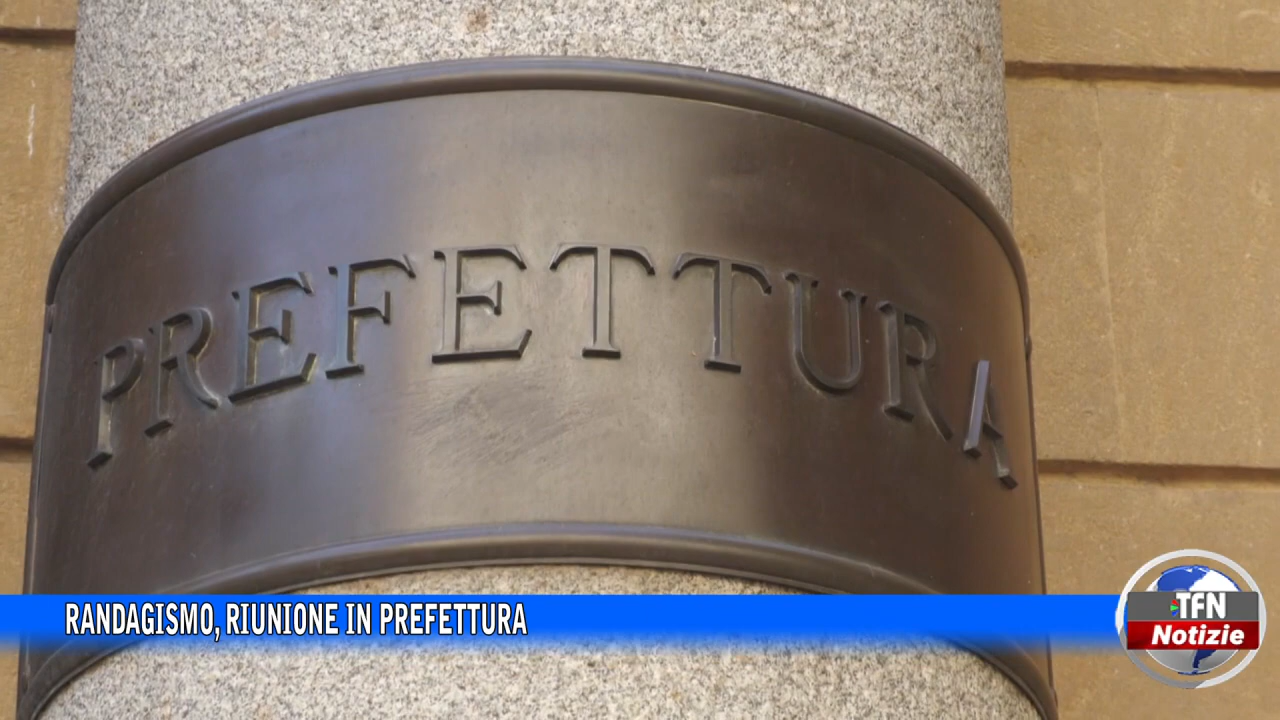 PREFETTURA
RANDAGISMO, RIUNIONE IN PREFETTURA
TFN
Notizie